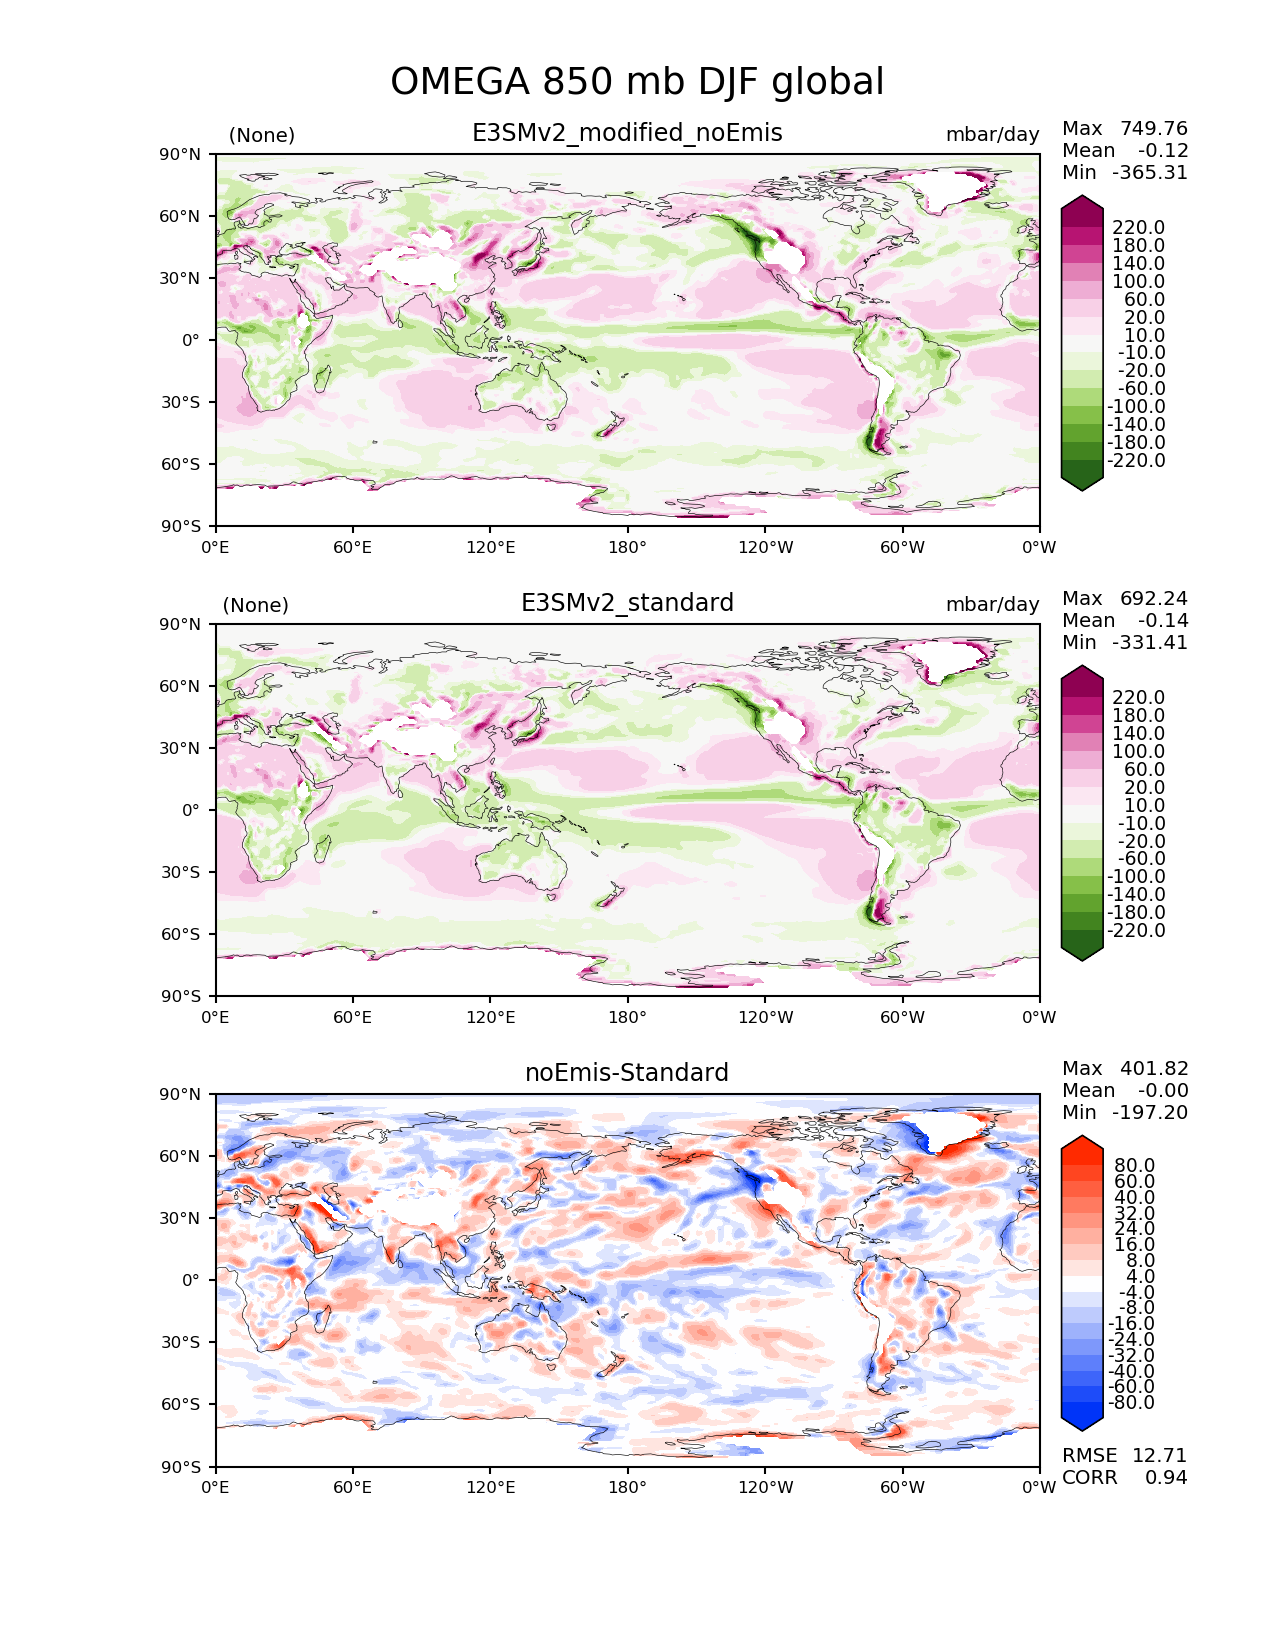 OMEGA 850 mb DJF global
(None) E3SMv2_modified_noEmis mbar/day
Max 749.76
Mean -0.12
Min -365.31
90°N
60°N
30°N
0°
30°S
60°S
90°S
0°E 60°E 120°E 180° 120°W 60°W 0°W
220.0
180.0
140.0
100.0
60.0
20.0
10.0
-10.0
-20.0
-60.0
-100.0
-140.0
-180.0
-220.0
(None) E3SMv2_standard mbar/day
Max 692.24
Mean -0.14
Min -331.41
90°N
60°N
30°N
0°
30°S
60°S
90°S
0°E 60°E 120°E 180° 120°W 60°W 0°W
220.0
180.0
140.0
100.0
60.0
20.0
10.0
-10.0
-20.0
-60.0
-100.0
-140.0
-180.0
-220.0
noEmis-Standard
Max 401.82
Mean -0.00
Min -197.20
90°N
60°N
30°N
0°
30°S
60°S
90°S
0°E 60°E 120°E 180° 120°W 60°W 0°W
80.0
60.0
40.0
32.0
24.0
16.0
8.0
4.0
-4.0
-8.0
-16.0
-24.0
-32.0
-40.0
-60.0
-80.0
RMSE 12.71
CORR 0.94